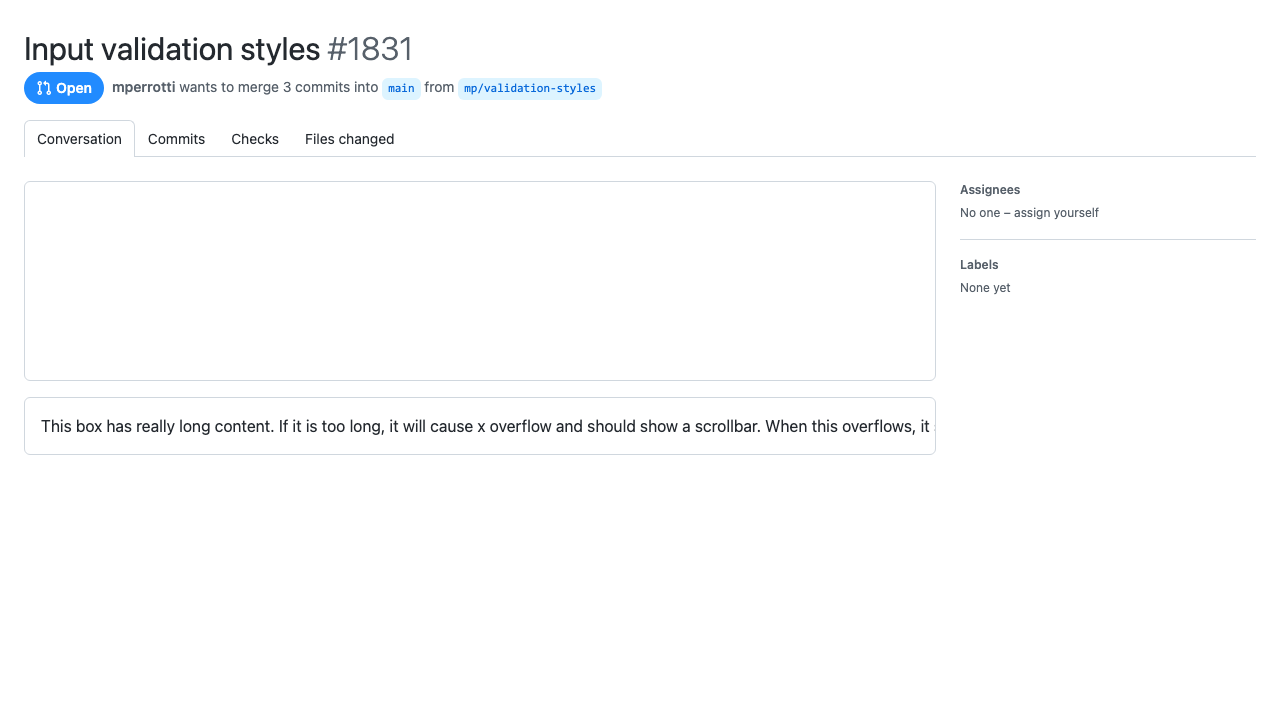 Input validation styles #1831
Open mperrotti wants to merge 3 commits into main from mp/validation-styles
Conversation Commits Checks Files changed
Assignees
No one – assign yourself
Labels
None yet
This box has really long content. If it is too long, it will cause x overflow and should show a scrollbar. When this overflows, it